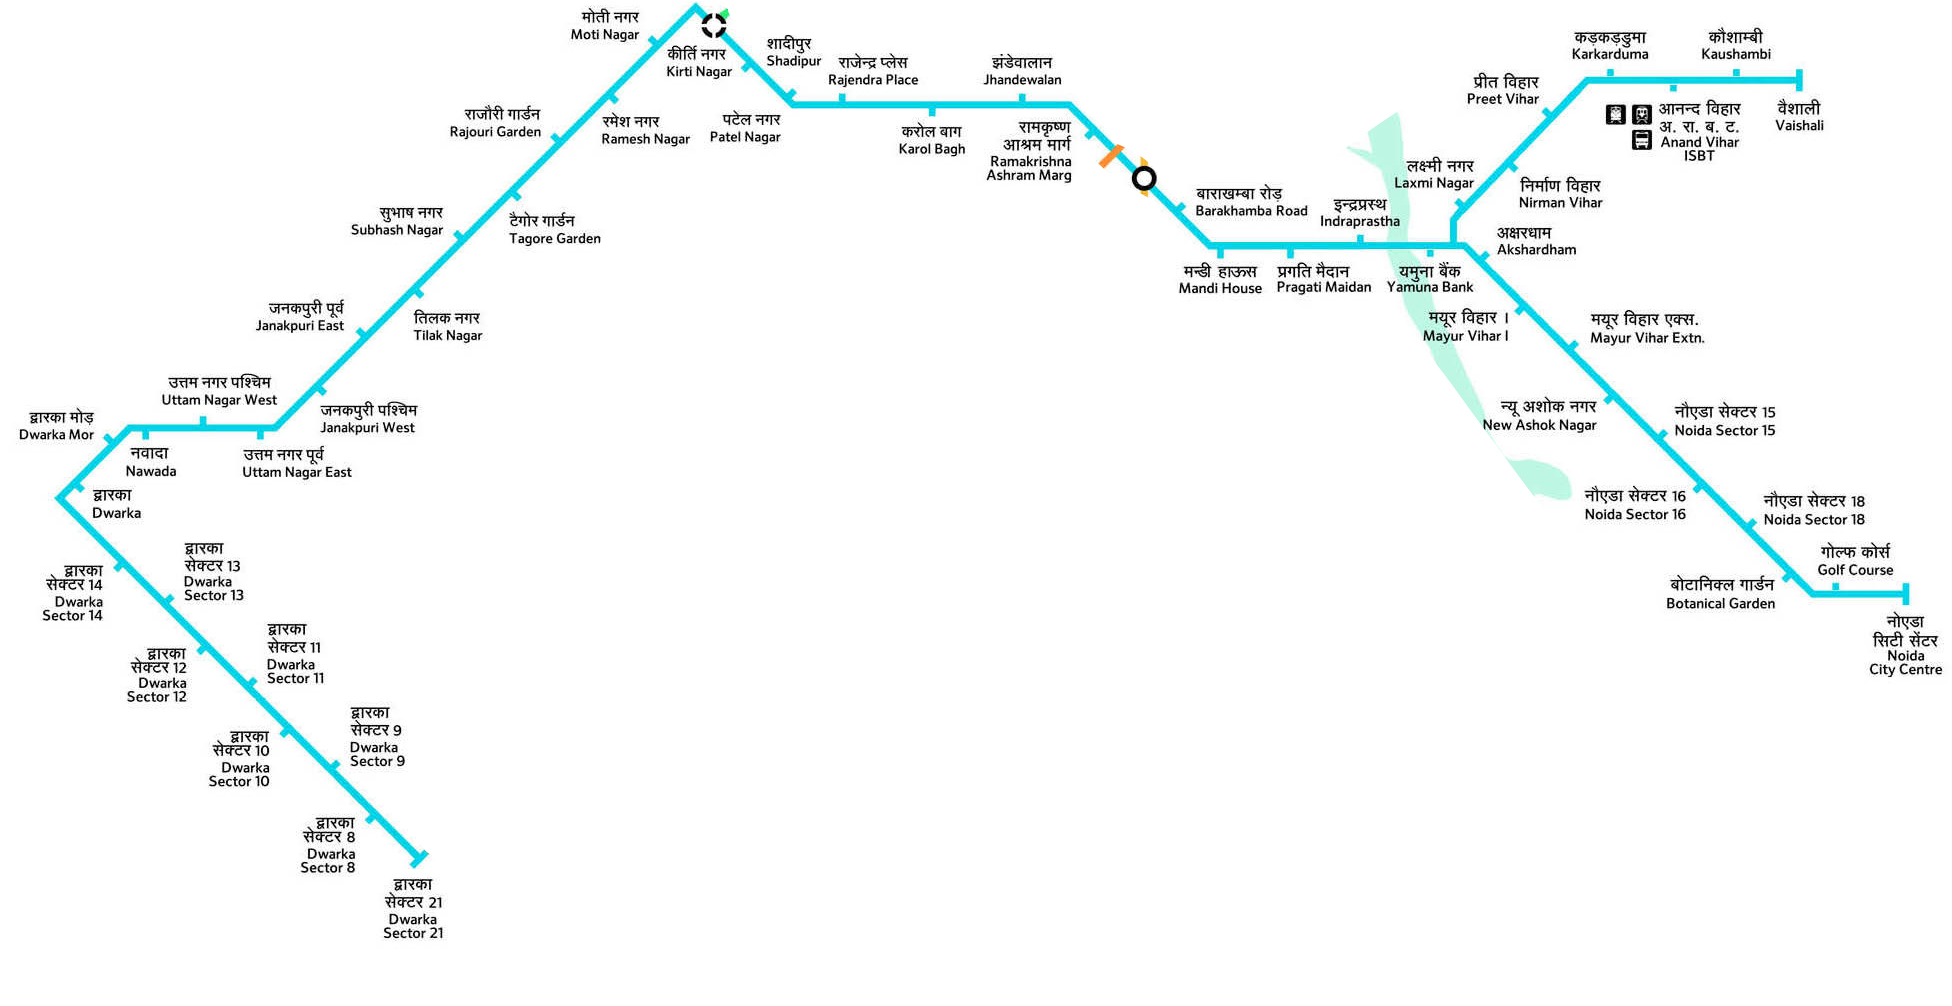 मोती नगर
Moti Nagar
कीर्ति नगर
Kirti Nagar
शादीपुर
Shadipur
राजेन्द्र प्लेस
Rajendra Place
झंडेवालान
Jhandewalan
कड़कड़डुमा
Karkarduma
कौशाम्बी
Kaushambi
प्रीत विहार
Preet Vihar
आनन्द विहार
अ. रा. ब. ट.
Anand Vihar
ISBT
वैशाली
Vaishali
राजौरी गार्डन
Rajouri Garden
रमेश नगर
Ramesh Nagar
पटेल नगर
Patel Nagar
करोल बाग
Karol Bagh
रामकृष्ण
आश्रम मार्ग
Ramakrishna
Ashram Marg
लक्ष्मी नगर
Laxmi Nagar
निर्माण विहार
Nirman Vihar
बाराखम्बा रोड़
Barakhamba Road
इन्द्रप्रस्थ
Indraprastha
सुभाष नगर
Subhash Nagar
टैगोर गार्डन
Tagore Garden
अक्षरधाम
Akshardham
मन्डी हाऊस
Mandi House
प्रगति मैदान
Pragati Maidan
यमुना बैंक
Yamuna Bank
जनकपुरी पूर्व
Janakpuri East
तिलक नगर
Tilak Nagar
मयूर विहार ।
Mayur Vihar I
मयूर विहार एक्स.
Mayur Vihar Extn.
उत्तम नगर पश्चिम
Uttam Nagar West
जनकपुरी पश्चिम
Janakpuri West
द्वारका मोड़
Dwarka Mor
न्यू अशोक नगर
New Ashok Nagar
नौएडा सेक्टर 15
Noida Sector 15
नवादा
Nawada
उत्तम नगर पूर्व
Uttam Nagar East
द्वारका
Dwarka
नौएडा सेक्टर 16
Noida Sector 16
नौएडा सेक्टर 18
Noida Sector 18
द्वारका
सेक्टर 13
Dwarka
Sector 13
द्वारका
सेक्टर 14
Dwarka
Sector 14
गोल्फ कोर्स
Golf Course
बोटानिक्ल गार्डन
Botanical Garden
नोएडा
सिटी सेंटर
Noida
City Centre
द्वारका
सेक्टर 11
Dwarka
Sector 11
द्वारका
सेक्टर 12
Dwarka
Sector 12
द्वारका
सेक्टर 9
Dwarka
Sector 9
द्वारका
सेक्टर 10
Dwarka
Sector 10
द्वारका
सेक्टर 8
Dwarka
Sector 8
द्वारका
सेक्टर 21
Dwarka
Sector 21